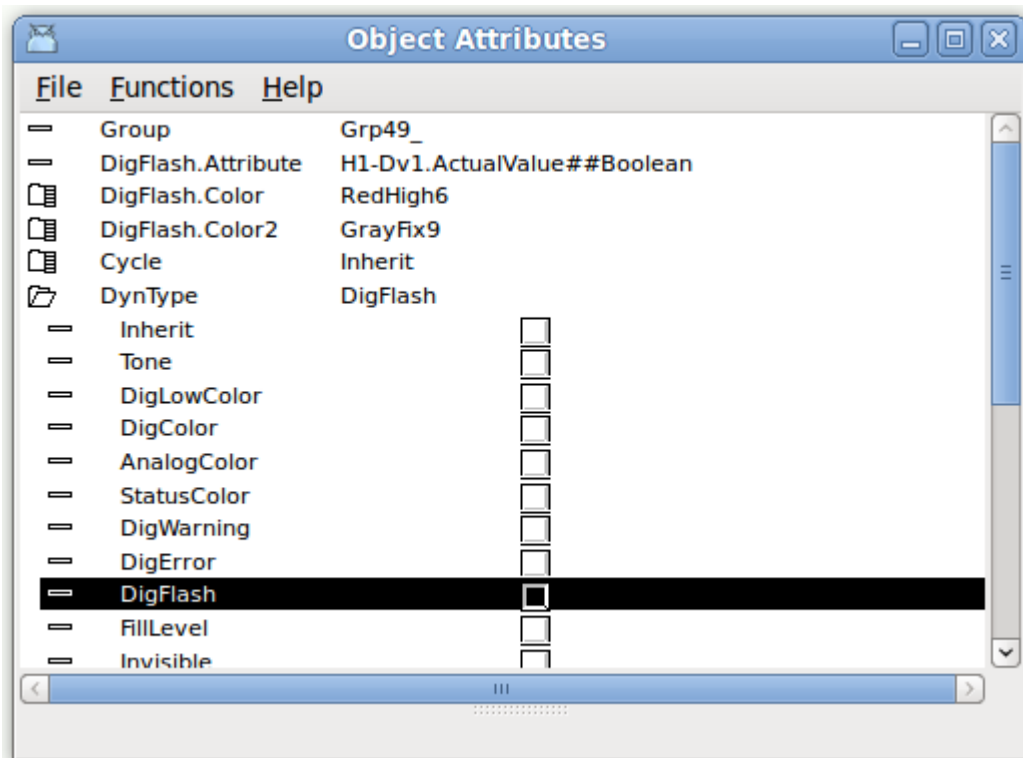 Object Attributes
File Functions Help
Group Grp49_
DigFlash.Attribute H1-Dv1.ActualValue##Boolean
DigFlash.Color RedHigh6
DigFlash.Color2 GrayFix9
Cycle Inherit
DynType DigFlash
Inherit
Tone
DigLowColor
DigColor
AnalogColor
StatusColor
DigWarning
DigError
DigFlash
FillLevel
Invisible